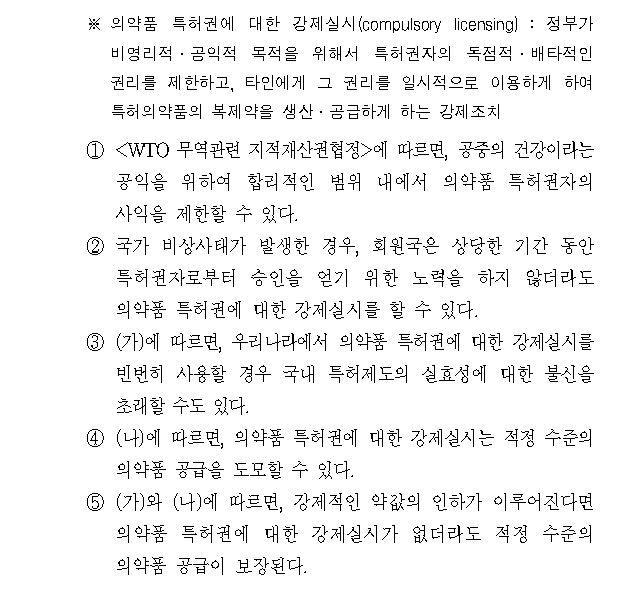 ※ 의약품 특허권에 대한 강제실시(compulsory licensing) : 정부가
비영리적·공익적 목적을 위해서 특허권자의 독점적·배타적인
권리를 제한하고, 타인에게 그 권리를 일시적으로 이용하게 하여
특허의약품의 복제약을 생산·공급하게 하는 강제조치
① <WTO 무역관련 지적재산권협정>에 따르면, 공중의 건강이라는
공익을 위하여 합리적인 범위 내에서 의약품 특허권자의
사익을 제한할 수 있다.
② 국가 비상사태가 발생한 경우, 회원국은 상당한 기간 동안
특허권자로부터 승인을 얻기 위한 노력을 하지 않더라도
의약품 특허권에 대한 강제실시를 할 수 있다.
③ (가)에 따르면, 우리나라에서 의약품 특허권에 대한 강제실시를
빈번히 사용할 경우 국내 특허제도의 실효성에 대한 불신을
초래할 수도 있다.
④ (나)에 따르면, 의약품 특허권에 대한 강제실시는 적정 수준의
의약품 공급을 도모할 수 있다.
⑤ (가)와 (나)에 따르면, 강제적인 약값의 인하가 이루어진다면
의약품 특허권에 대한 강제실시가 없더라도 적정 수준의
의약품 공급이 보장된다.